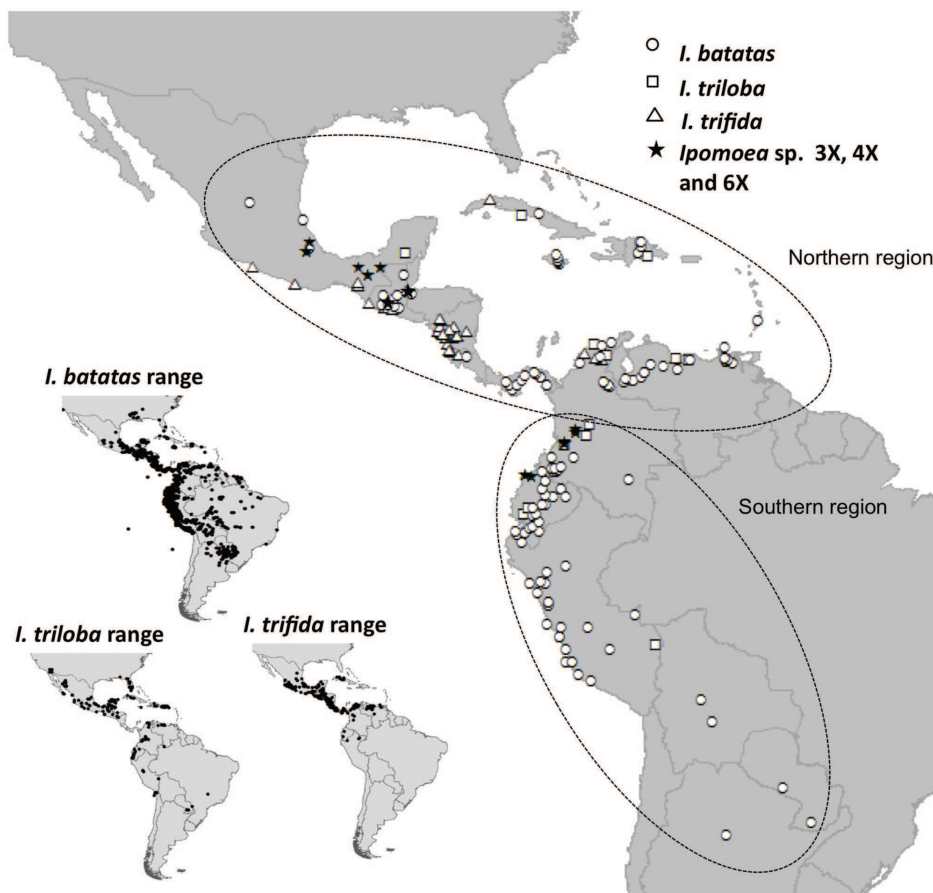 I. batatas
I. triloba
I. trifida
Ipomoea sp. 3X, 4X
and 6X
Northern region
I. batatas range
Southern region
I. triloba range
I. trifida range